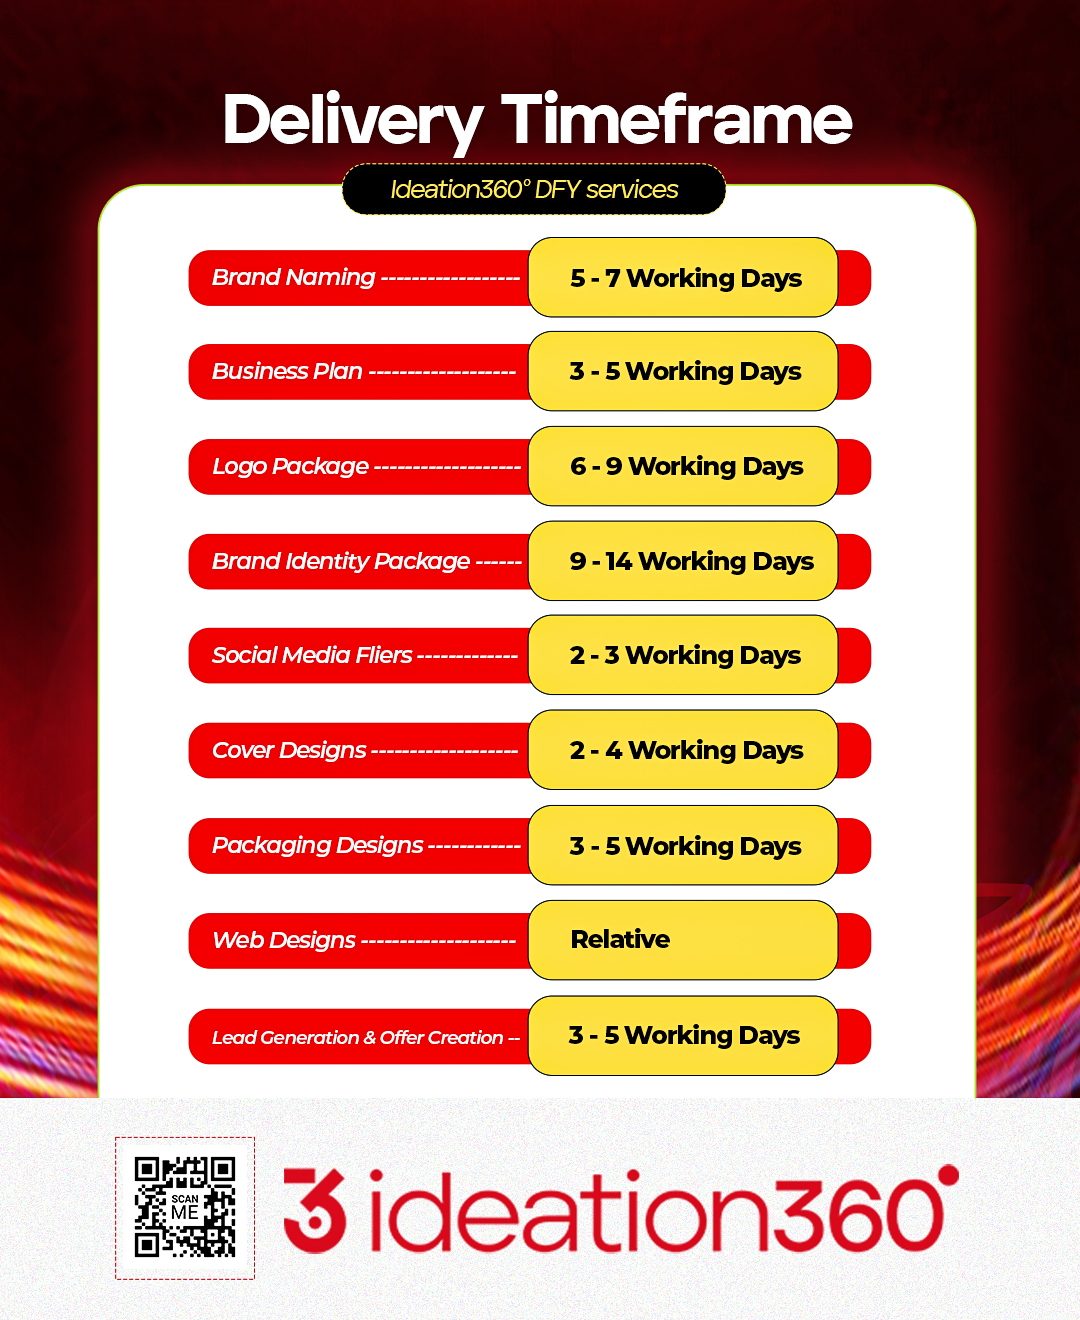 Delivery Timeframe
Ideation360° DFY services
Brand Naming ------------------ 5 - 7 Working Days
Business Plan ------------------- 3 - 5 Working Days
Logo Package ------------------- 6 - 9 Working Days
Brand Identity Package ------ 9 - 14 Working Days
Social Media Fliers ------------- 2 - 3 Working Days
Cover Designs ------------------- 2 - 4 Working Days
Packaging Designs ------------ 3 - 5 Working Days
Web Designs -------------------- Relative
Lead Generation & Offer Creation -- 3 - 5 Working Days
SCAN
ME
ideation360°